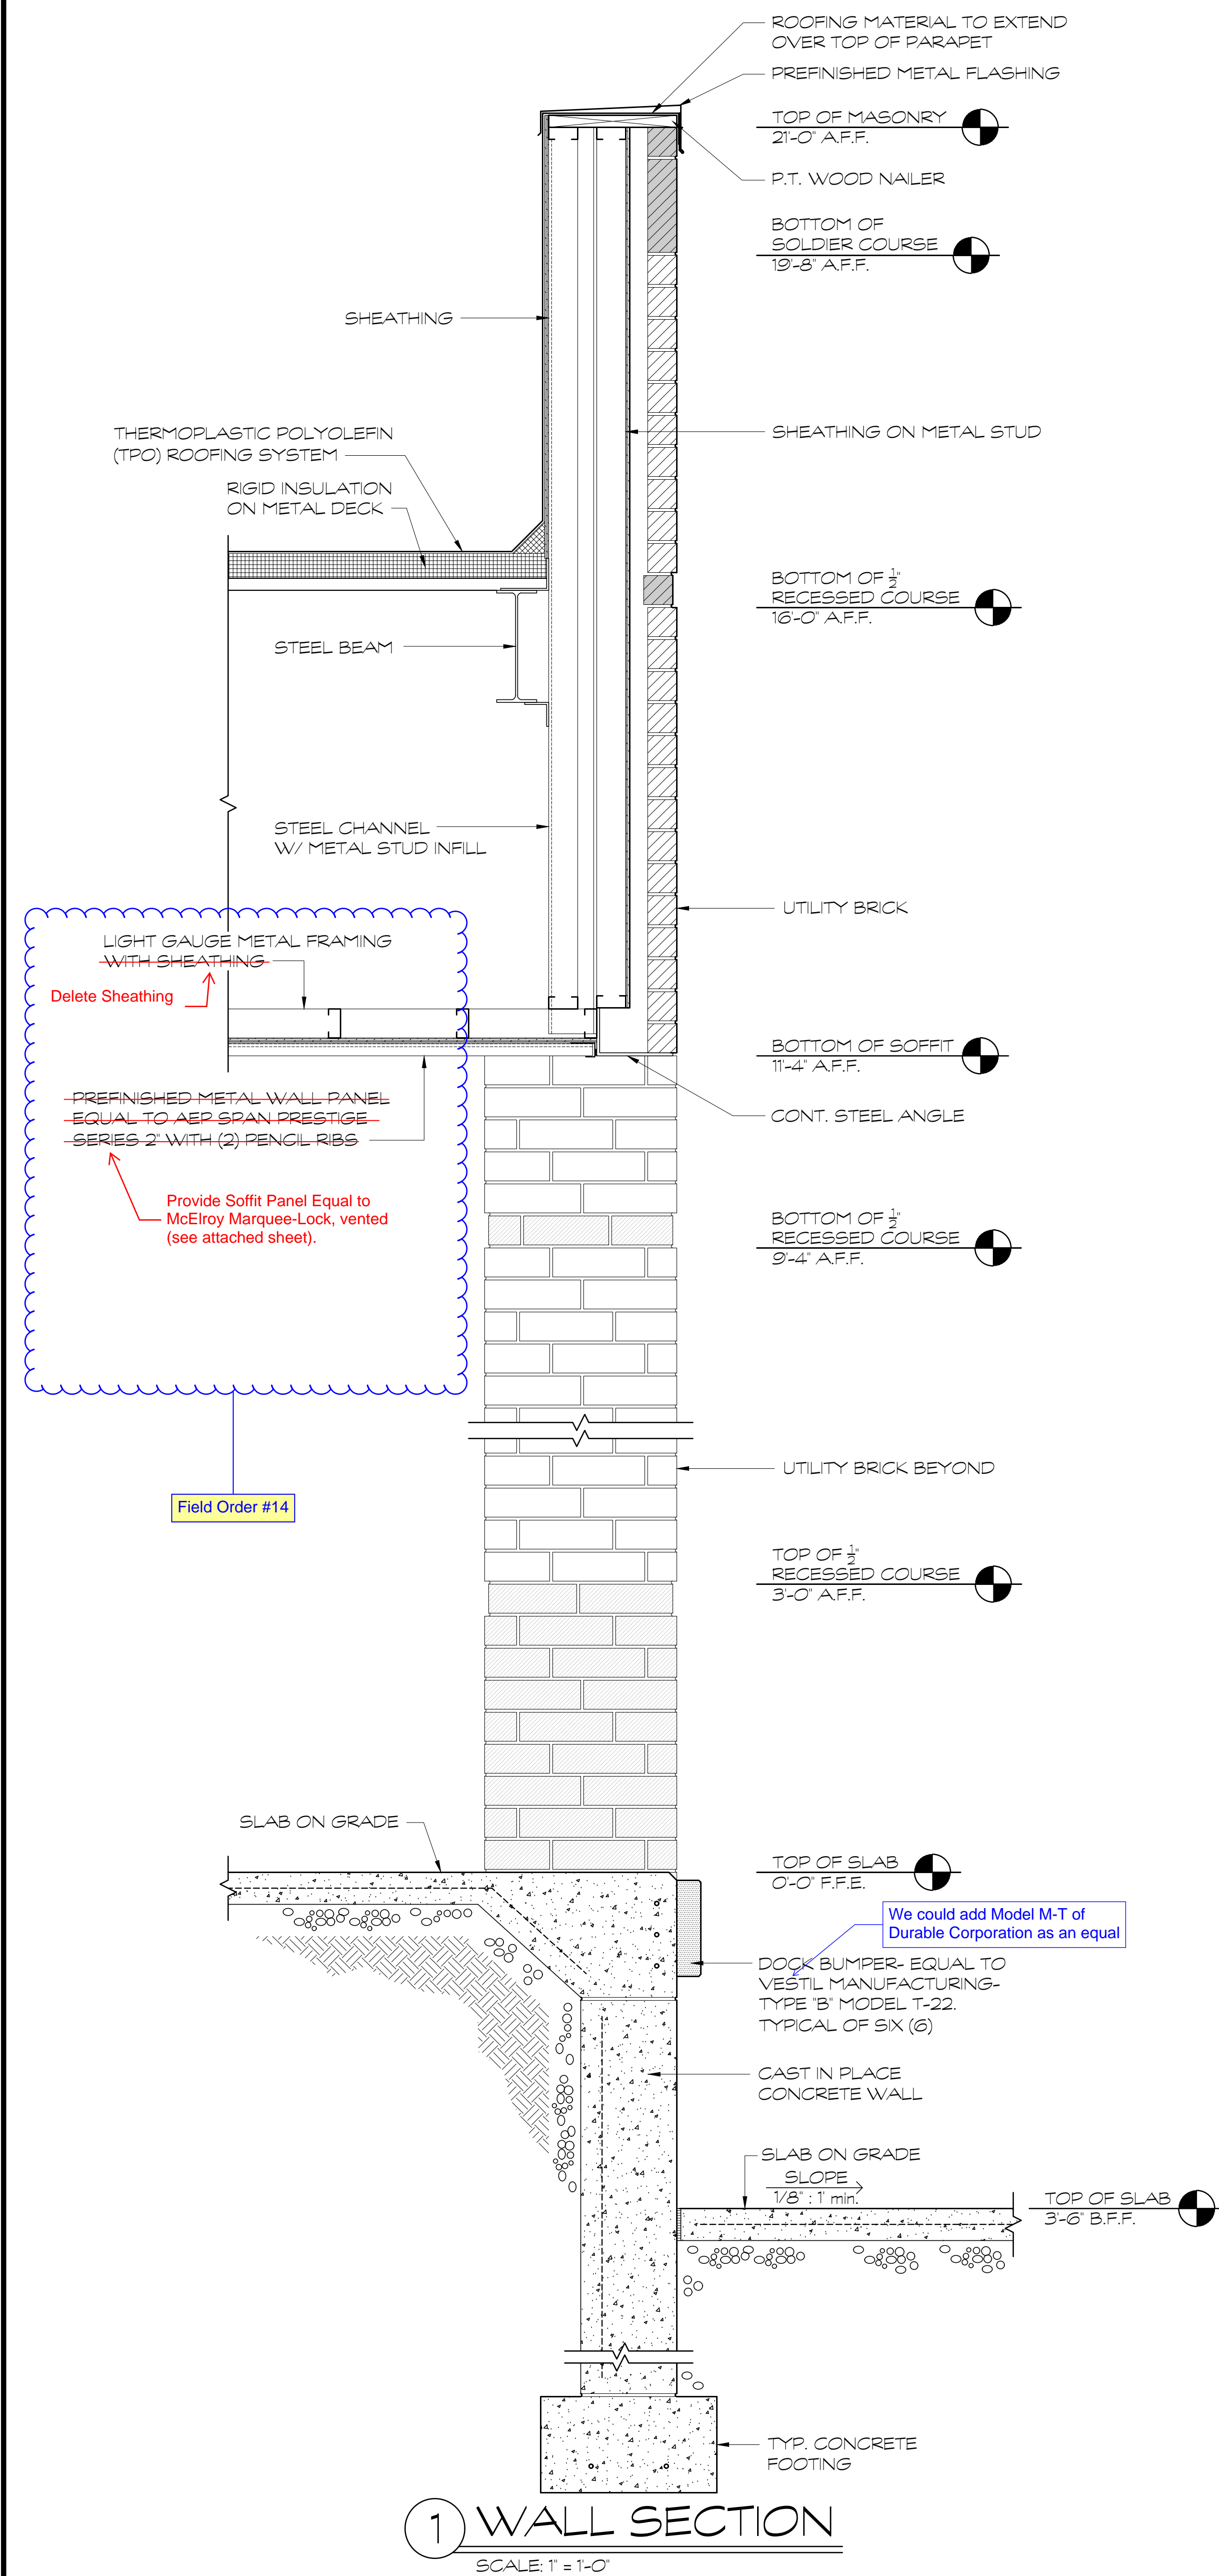 ROOFING MATERIAL TO EXTEND
OVER TOP OF PARAPET
PREFINISHED METAL FLASHING
TOP OF MASONRY
21'-0" A.F.F.
P.T. WOOD NAILER
BOTTOM OF
SOLDIER COURSE
19'-8" A.F.F.
SHEATHING
THERMOPLASTIC POLYOLEFIN
(TPO) ROOFING SYSTEM
SHEATHING ON METAL STUD
RIGID INSULATION
ON METAL DECK
BOTTOM OF 1/2"
RECESSED COURSE
16'-0" A.F.F.
STEEL BEAM
STEEL CHANNEL
W/ METAL STUD INFILL
UTILITY BRICK
LIGHT GAUGE METAL FRAMING
WITH SHEATHING
Delete Sheathing
BOTTOM OF SOFFIT
11'-4" A.F.F.
PREFINISHED METAL WALL PANEL
EQUAL TO AEP SPAN PRESTIGE
SERIES 2" WITH (2) PENCIL RIBS
CONT. STEEL ANGLE
Provide Soffit Panel Equal to
McElroy Marquee-Lock, vented
(see attached sheet).
BOTTOM OF 1/2"
RECESSED COURSE
9'-4" A.F.F.
UTILITY BRICK BEYOND
Field Order #14
TOP OF 1/2"
RECESSED COURSE
3'-0" A.F.F.
SLAB ON GRADE
TOP OF SLAB
0'-0" F.F.E.
We could add Model M-T of
Durable Corporation as an equal
DOCK BUMPER- EQUAL TO
VESTIL MANUFACTURING-
TYPE "B" MODEL T-22.
TYPICAL OF SIX (6)
CAST IN PLACE
CONCRETE WALL
SLAB ON GRADE
SLOPE
1/8" : 1' min.
TOP OF SLAB
3'-6" B.F.F.
TYP. CONCRETE
FOOTING
1 WALL SECTION
SCALE: 1" = 1'-0"